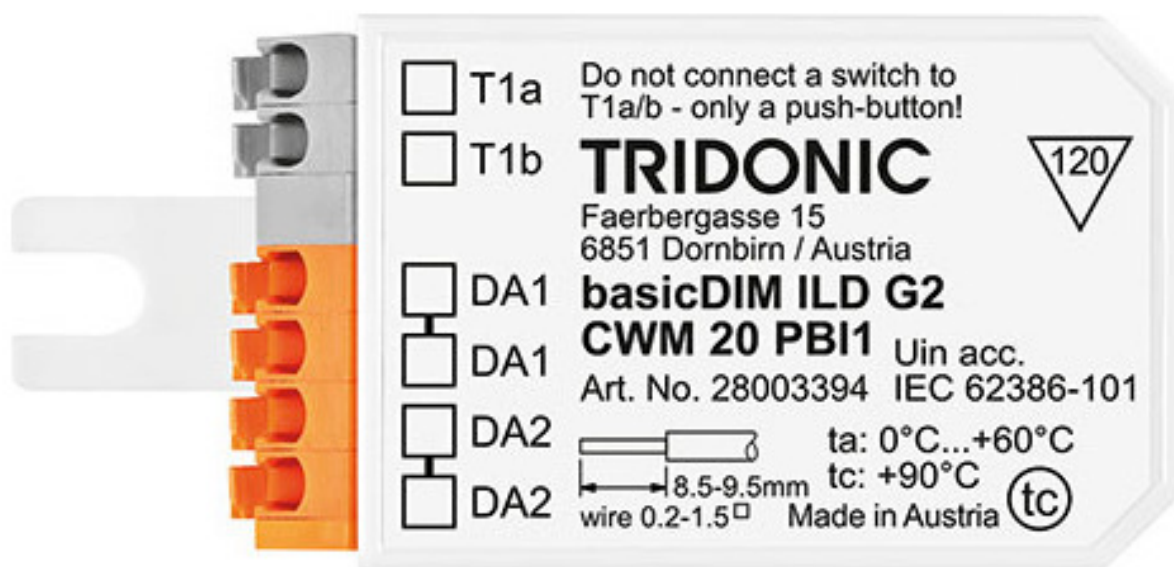 T1a
T1b
Do not connect a switch to
T1a/b - only a push-button!
TRIDONIC
120
Faerbergasse 15
6851 Dornbirn / Austria
DA1
DA1
DA2
DA2
basicDIM ILD G2
CWM 20 PBI1
Uin acc.
Art. No. 28003394 IEC 62386-101
ta: 0°C...+60°C
8.5-9.5mm tc: +90°C
wire 0.2-1.5□ Made in Austria
tc